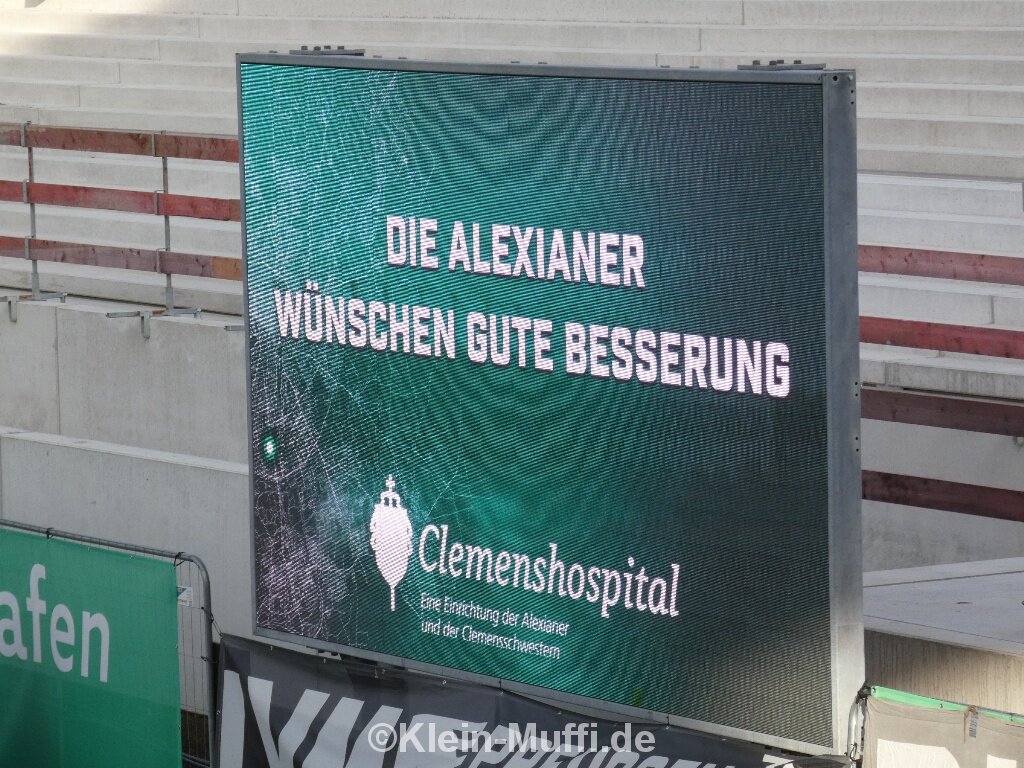 DIE ALEXIANER
WÜNSCHEN GUTE BESSERUNG
Clemenshospital
Eine Einrichtung der Alexianer
und der Clemensschwestern
afen
©Klein-Muffi.de